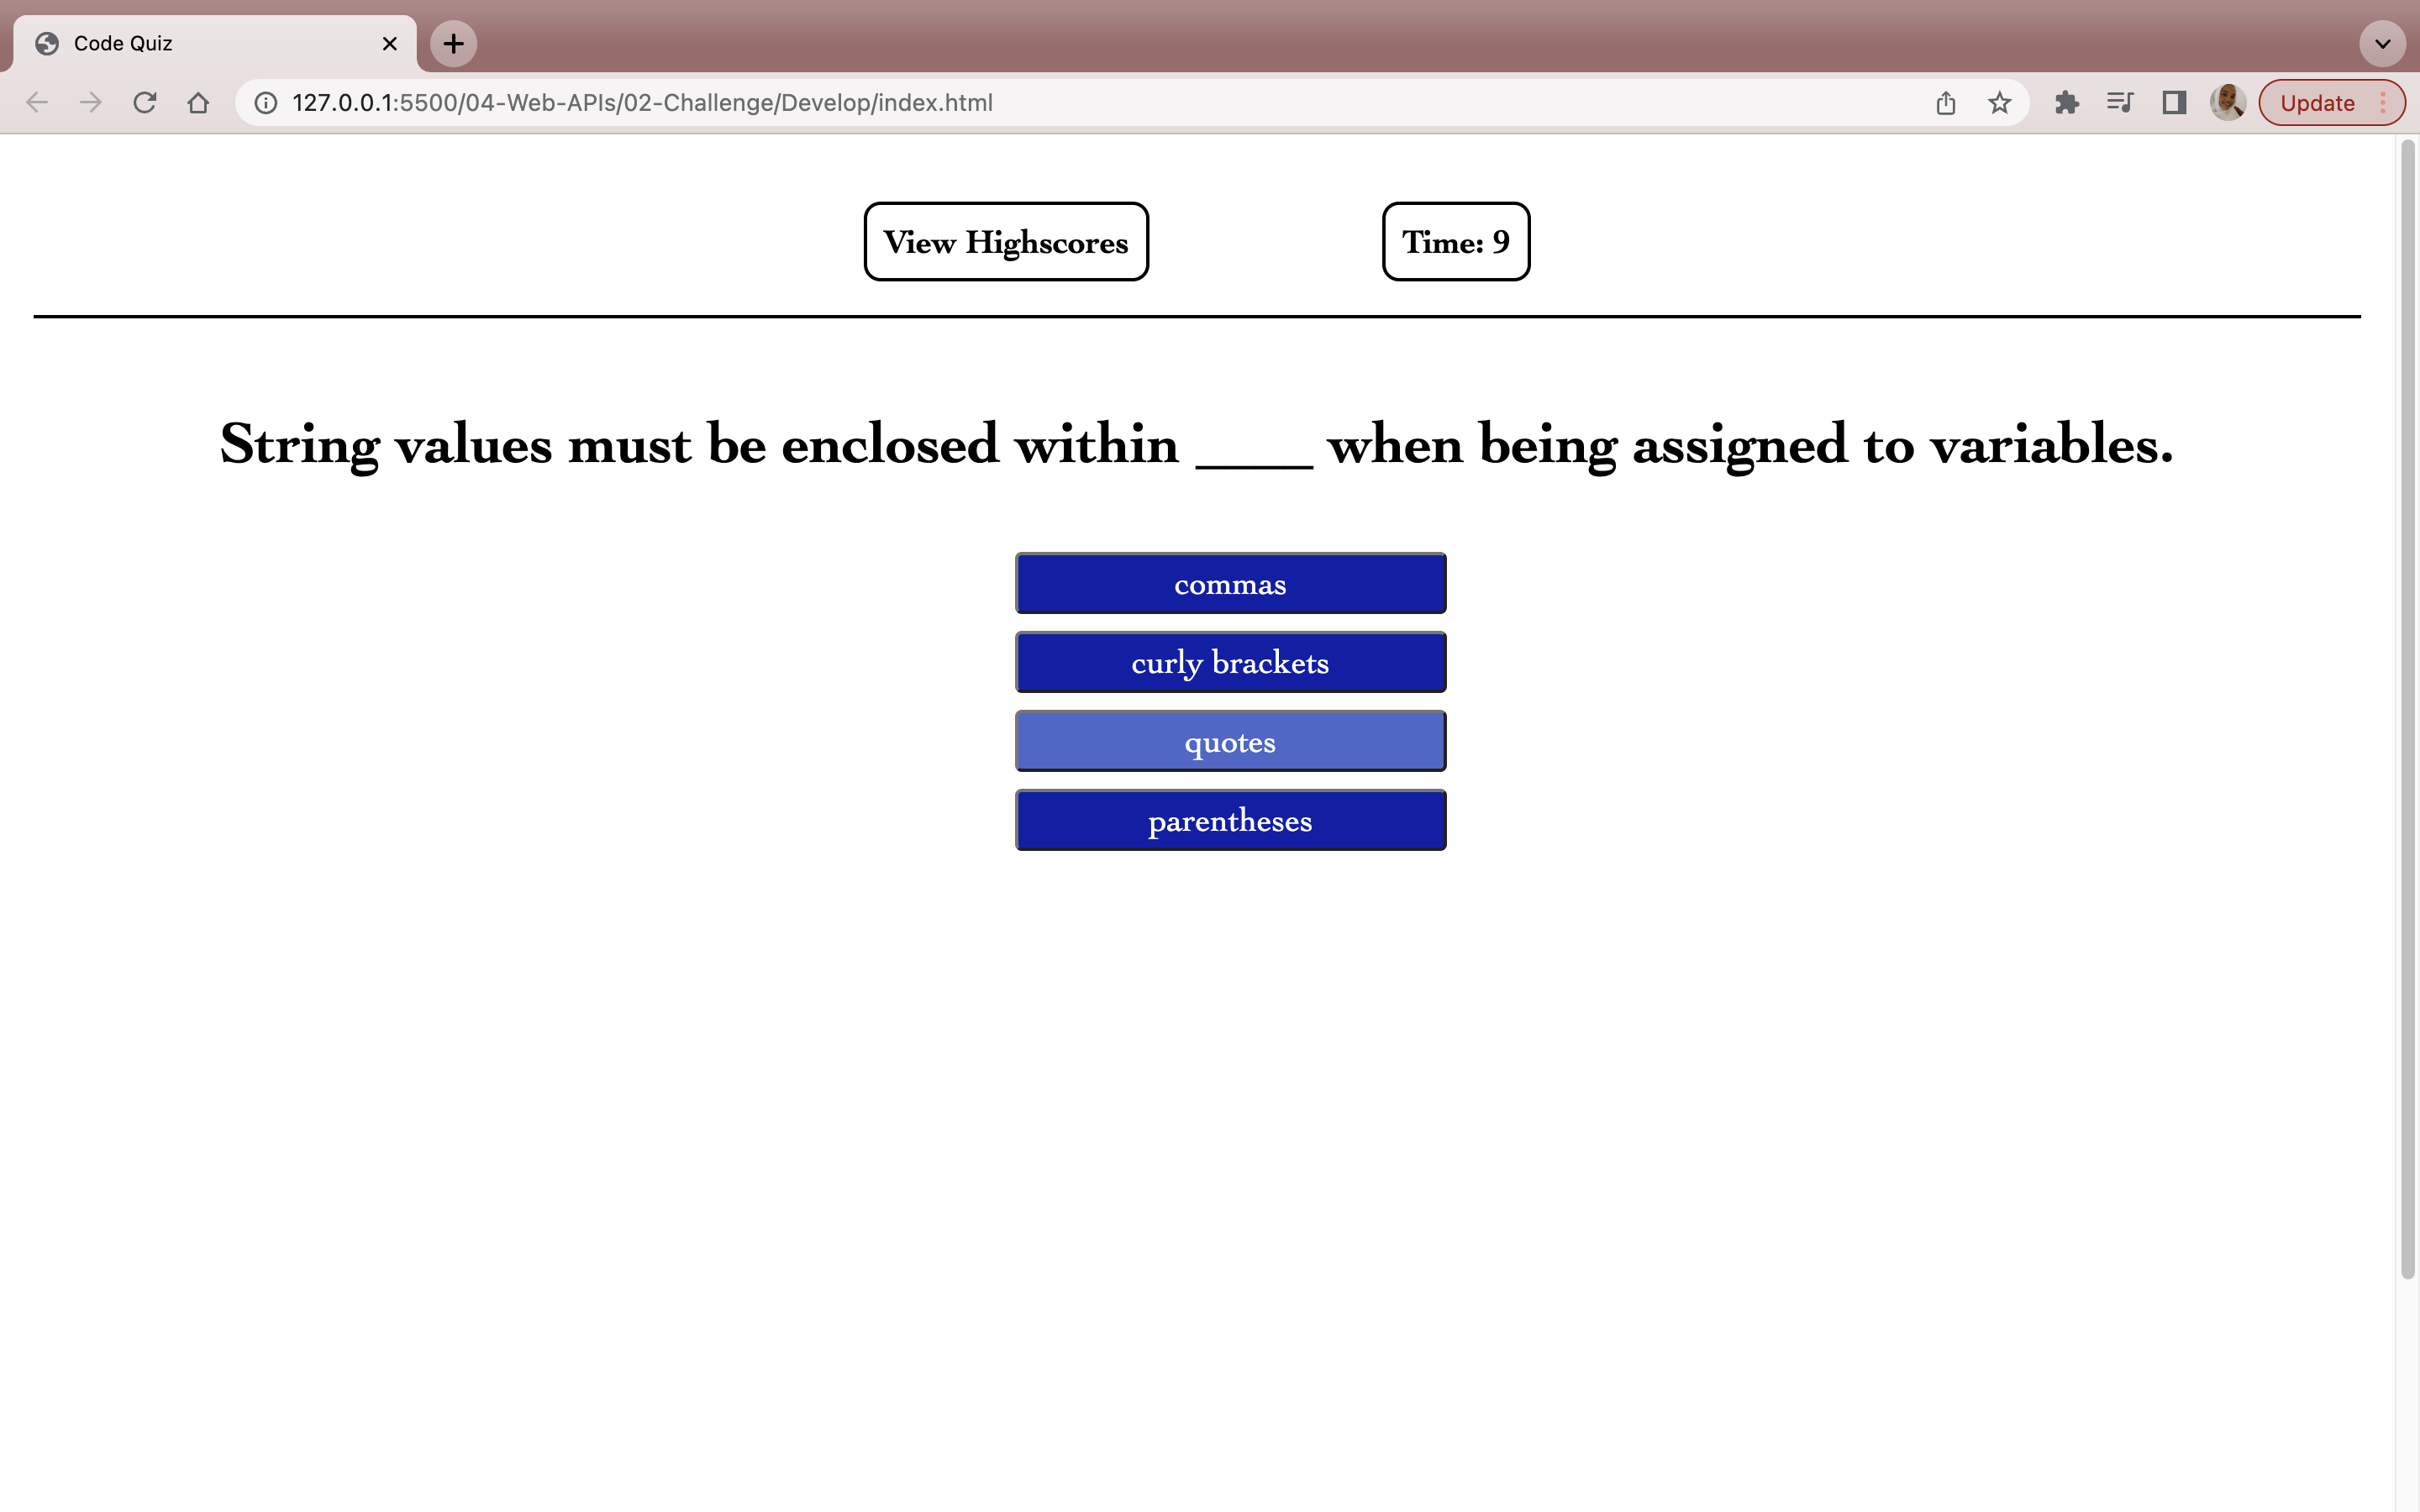 Code Quiz
127.0.0.1:5500/04-Web-APIs/02-Challenge/Develop/index.html
Update
View Highscores
Time: 9
String values must be enclosed within ____ when being assigned to variables.
commas
curly brackets
quotes
parentheses